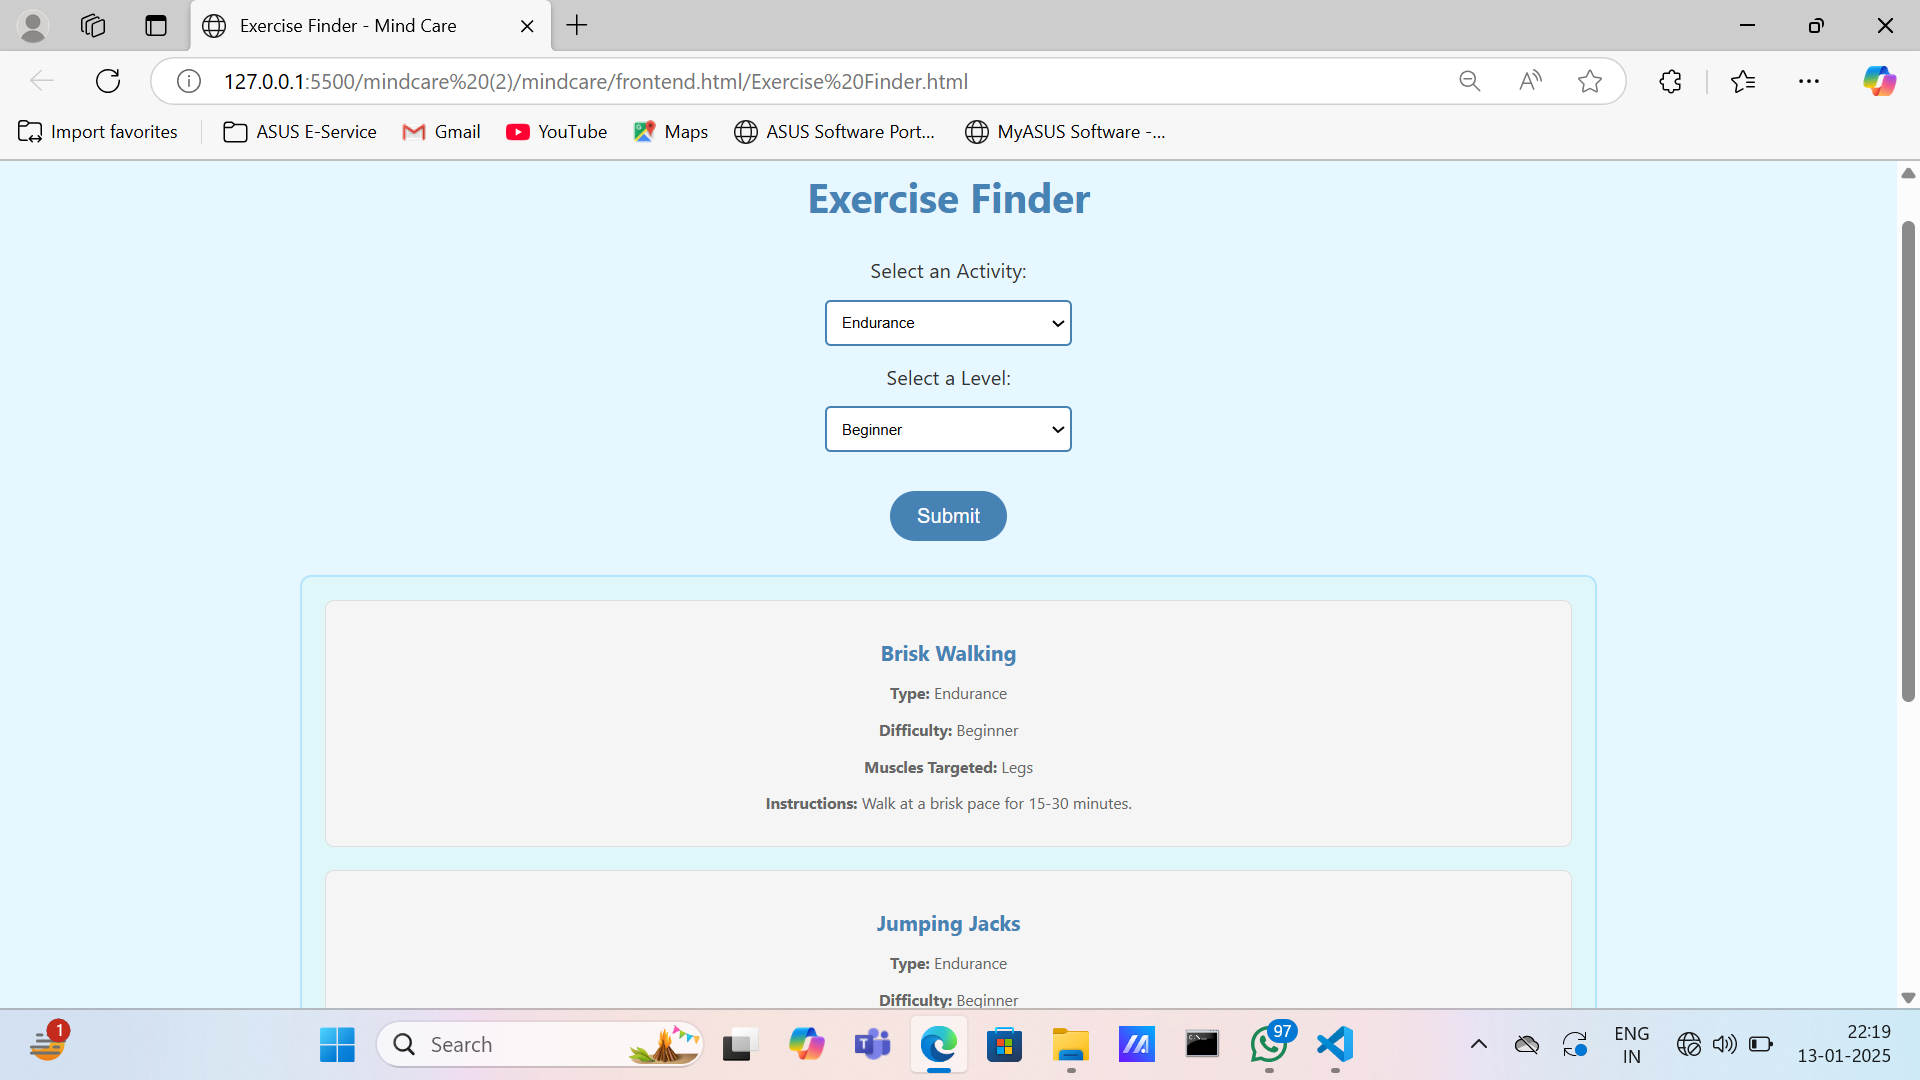 Exercise Finder - Mind Care
127.0.0.1:5500/mindcare%20(2)/mindcare/frontend.html/Exercise%20Finder.html
Import favorites
ASUS E-Service
Gmail
YouTube
Maps
ASUS Software Port...
MyASUS Software -...
Exercise Finder
Select an Activity:
Endurance
Select a Level:
Beginner
Submit
Brisk Walking
Type: Endurance
Difficulty: Beginner
Muscles Targeted: Legs
Instructions: Walk at a brisk pace for 15-30 minutes.
Jumping Jacks
Type: Endurance
Difficulty: Beginner
1
Search
97
ENG
IN
22:19
13-01-2025